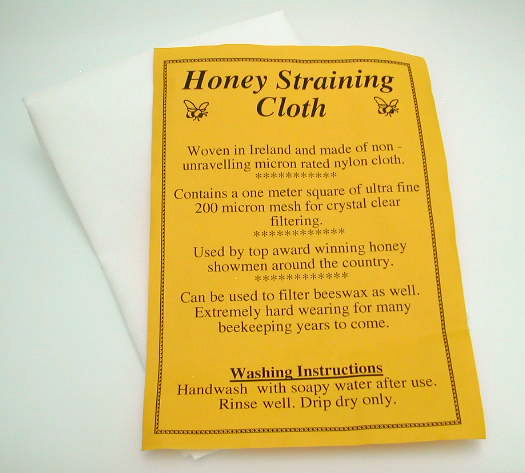 Honey Straining
Cloth
Woven in Ireland and made of non -
unravelling micron rated nylon cloth.
***********
Contains a one meter square of ultra fine
200 micron mesh for crystal clear
filtering.
************
Used by top award winning honey
showmen around the country.
************
Can be used to filter beeswax as well.
Extremely hard wearing for many
beekeeping years to come.
Washing Instructions
Handwash with soapy water after use.
Rinse well. Drip dry only.